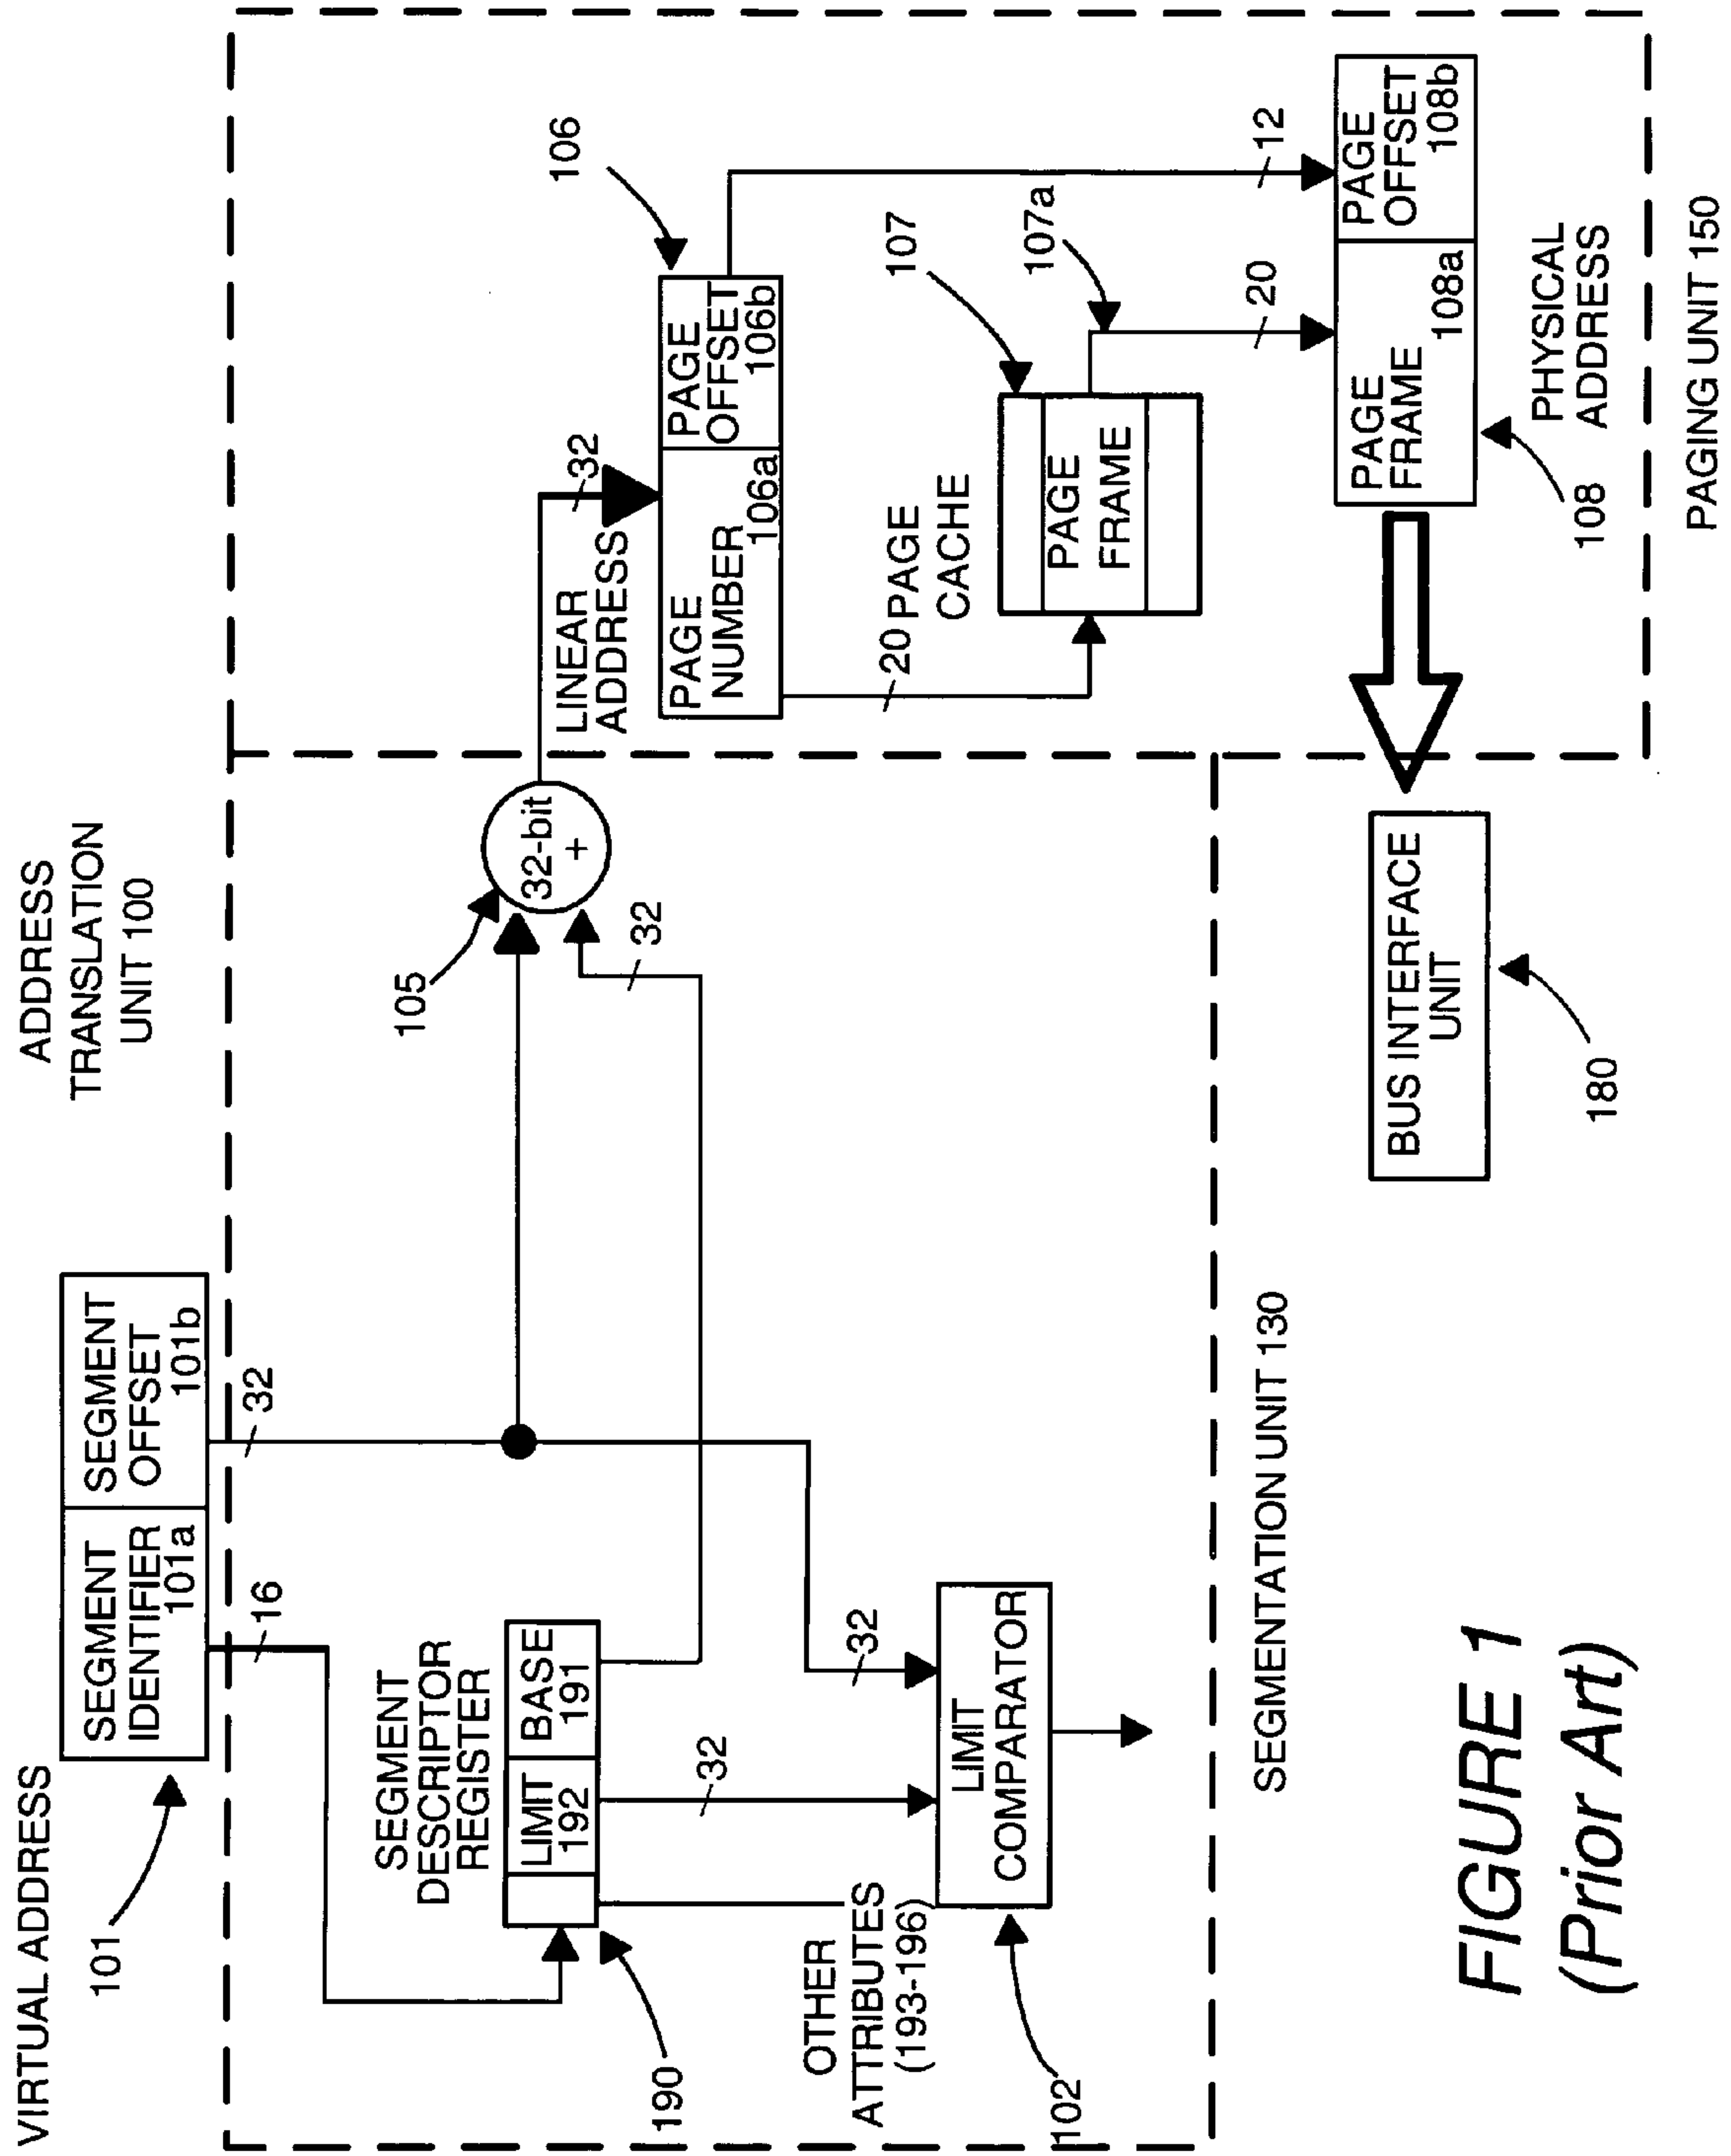 ADDRESS
TRANSLATION
UNIT 100
VIRTUAL ADDRESS
101
SEGMENT
IDENTIFIER
101a
SEGMENT
OFFSET
101b
16
32
SEGMENT
DESCRIPTOR
REGISTER
LIMIT
192
BASE
191
190
32
32
OTHER
ATTRIBUTES
(193-196)
LIMIT
COMPARATOR
102
105
32-bit
+
32
SEGMENTATION UNIT 130
LINEAR
ADDRESS
32
106
PAGE
NUMBER
106a
PAGE
OFFSET
106b
20
PAGE
CACHE
107
PAGE
FRAME
107a
20
12
PAGE
FRAME
108a
PAGE
OFFSET
108b
108
PHYSICAL
ADDRESS
PAGING UNIT 150
BUS INTERFACE
UNIT
180
FIGURE 1
(Prior Art)